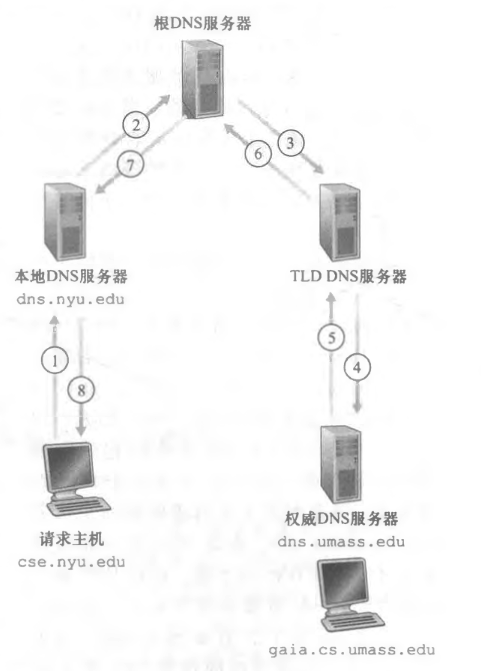 根DNS服务器
2
3
6
7
本地DNS服务器
dns.nyu.edu
TLD DNS服务器
1
5
4
8
请求主机
cse.nyu.edu
权威DNS服务器
dns.umass.edu
gaia.cs.umass.edu